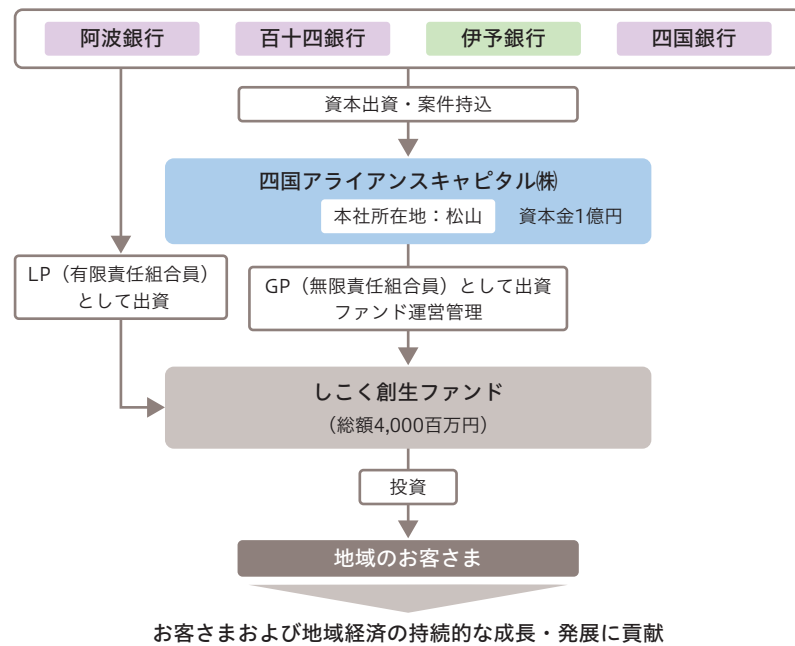 阿波銀行 百十四銀行 伊予銀行 四国銀行
資本出資・案件持込
四国アライアンスキャピタル㈱
本社所在地：松山 資本金1億円
LP（有限責任組合員）
として出資
GP（無限責任組合員）として出資
ファンド運営管理
しこく創生ファンド
（総額4,000百万円）
投資
地域のお客さま
お客さまおよび地域経済の持続的な成長・発展に貢献